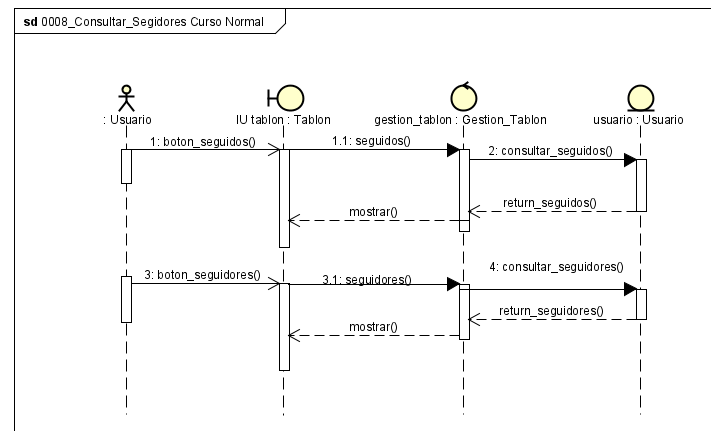 sd 0008_Consultar_Segidores Curso Normal
: Usuario
IU tablon : Tablon
gestion_tablon : Gestion_Tablon
usuario : Usuario
1: boton_seguidos()
1.1: seguidos()
2: consultar_seguidos()
return_seguidos()
mostrar()
3: boton_seguidores()
3.1: seguidores()
4: consultar_seguidores()
return_seguidores()
mostrar()